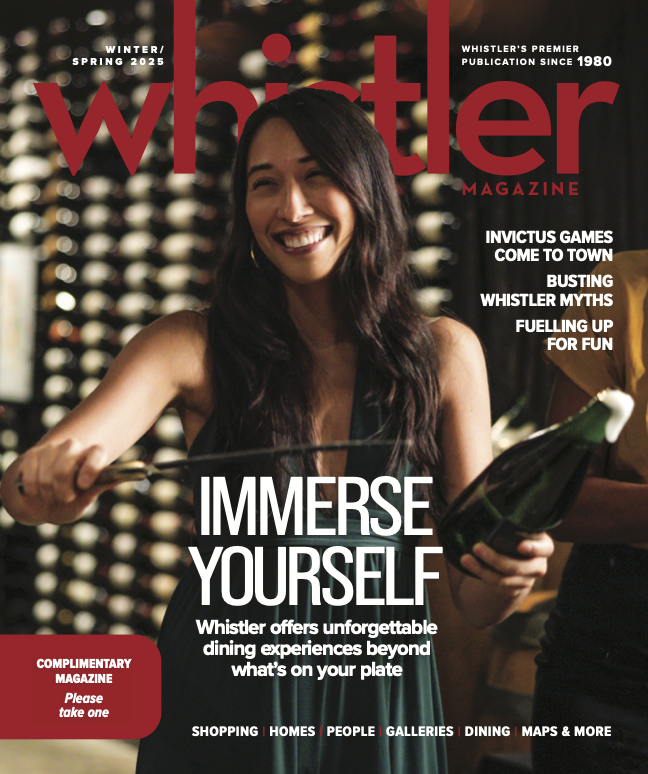 WINTER/
SPRING 2025
WHISTLER'S PREMIER
PUBLICATION SINCE 1980
whistler
MAGAZINE
INVICTUS GAMES
COME TO TOWN
BUSTING
WHISTLER MYTHS
FUELLING UP
FOR FUN
IMMERSE
YOURSELF
Whistler offers unforgettable
dining experiences beyond
what's on your plate
COMPLIMENTARY
MAGAZINE
Please
take one
SHOPPING | HOMES | PEOPLE | GALLERIES | DINING | MAPS & MORE